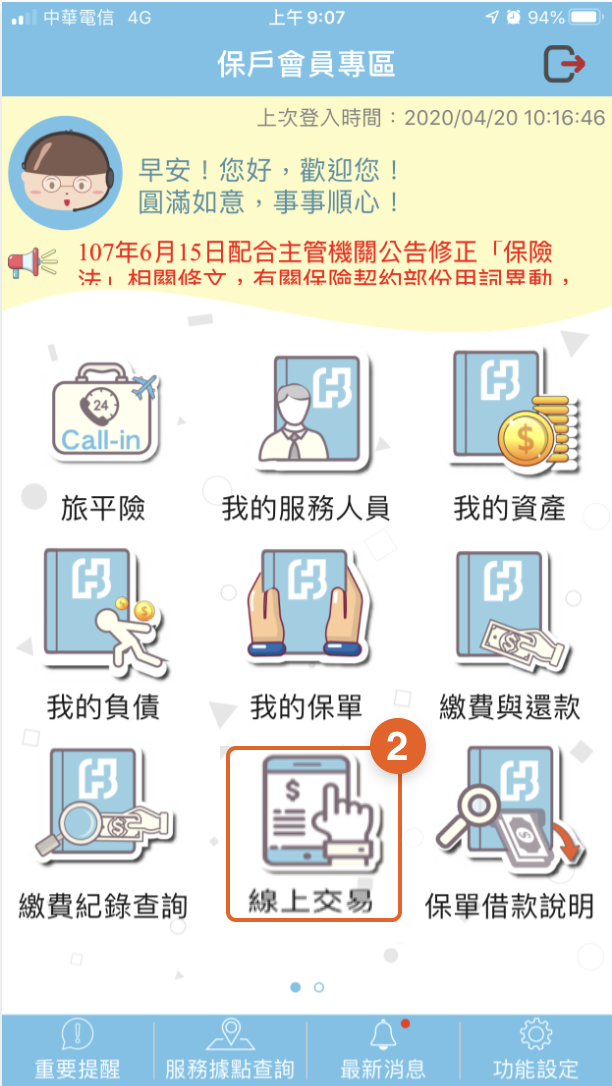 中華電信 4G 上午9:07 94%
保戶會員專區
上次登入時間：2020/04/20 10:16:46
早安！您好，歡迎您！
圓滿如意，事事順心！
107年6月15日配合主管機關公告修正「保險
法」相關條文，有關保險契約部份用詞異動，
24
Call-in
$
旅平險 我的服務人員 我的資產
$
$
$
我的負債 我的保單 繳費與還款
2
$
$
$
繳費紀錄查詢 線上交易 保單借款說明
重要提醒 服務據點查詢 最新消息 功能設定